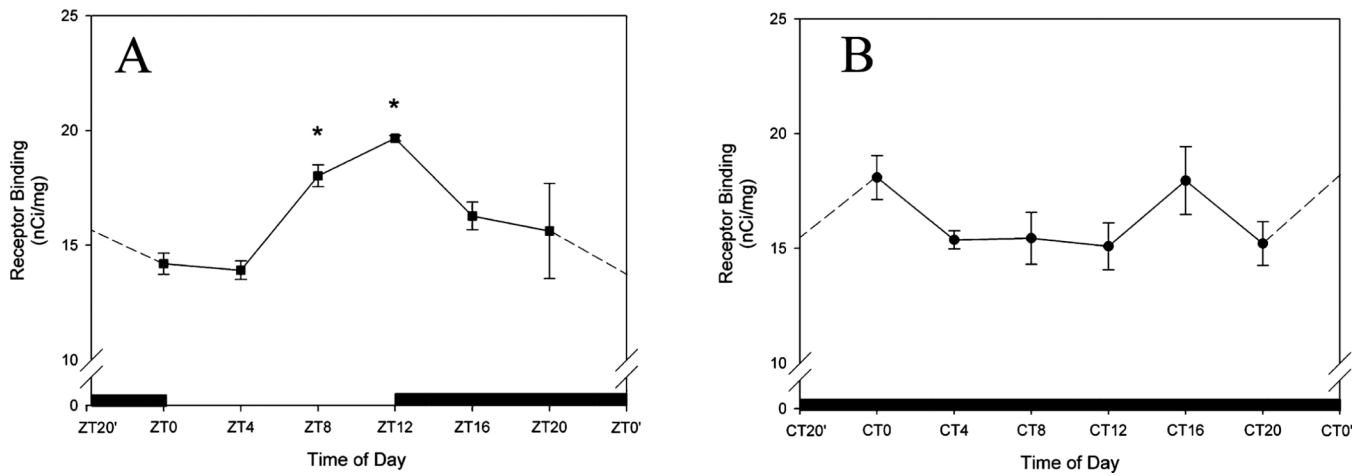 A
25
20
15
10
0
Receptor Binding
(nCi/mg)
*
*
ZT20' ZT0 ZT4 ZT8 ZT12 ZT16 ZT20 ZT0'
Time of Day
B
25
20
15
10
0
Receptor Binding
(nCi/mg)
CT20' CT0 CT4 CT8 CT12 CT16 CT20 CT0'
Time of Day